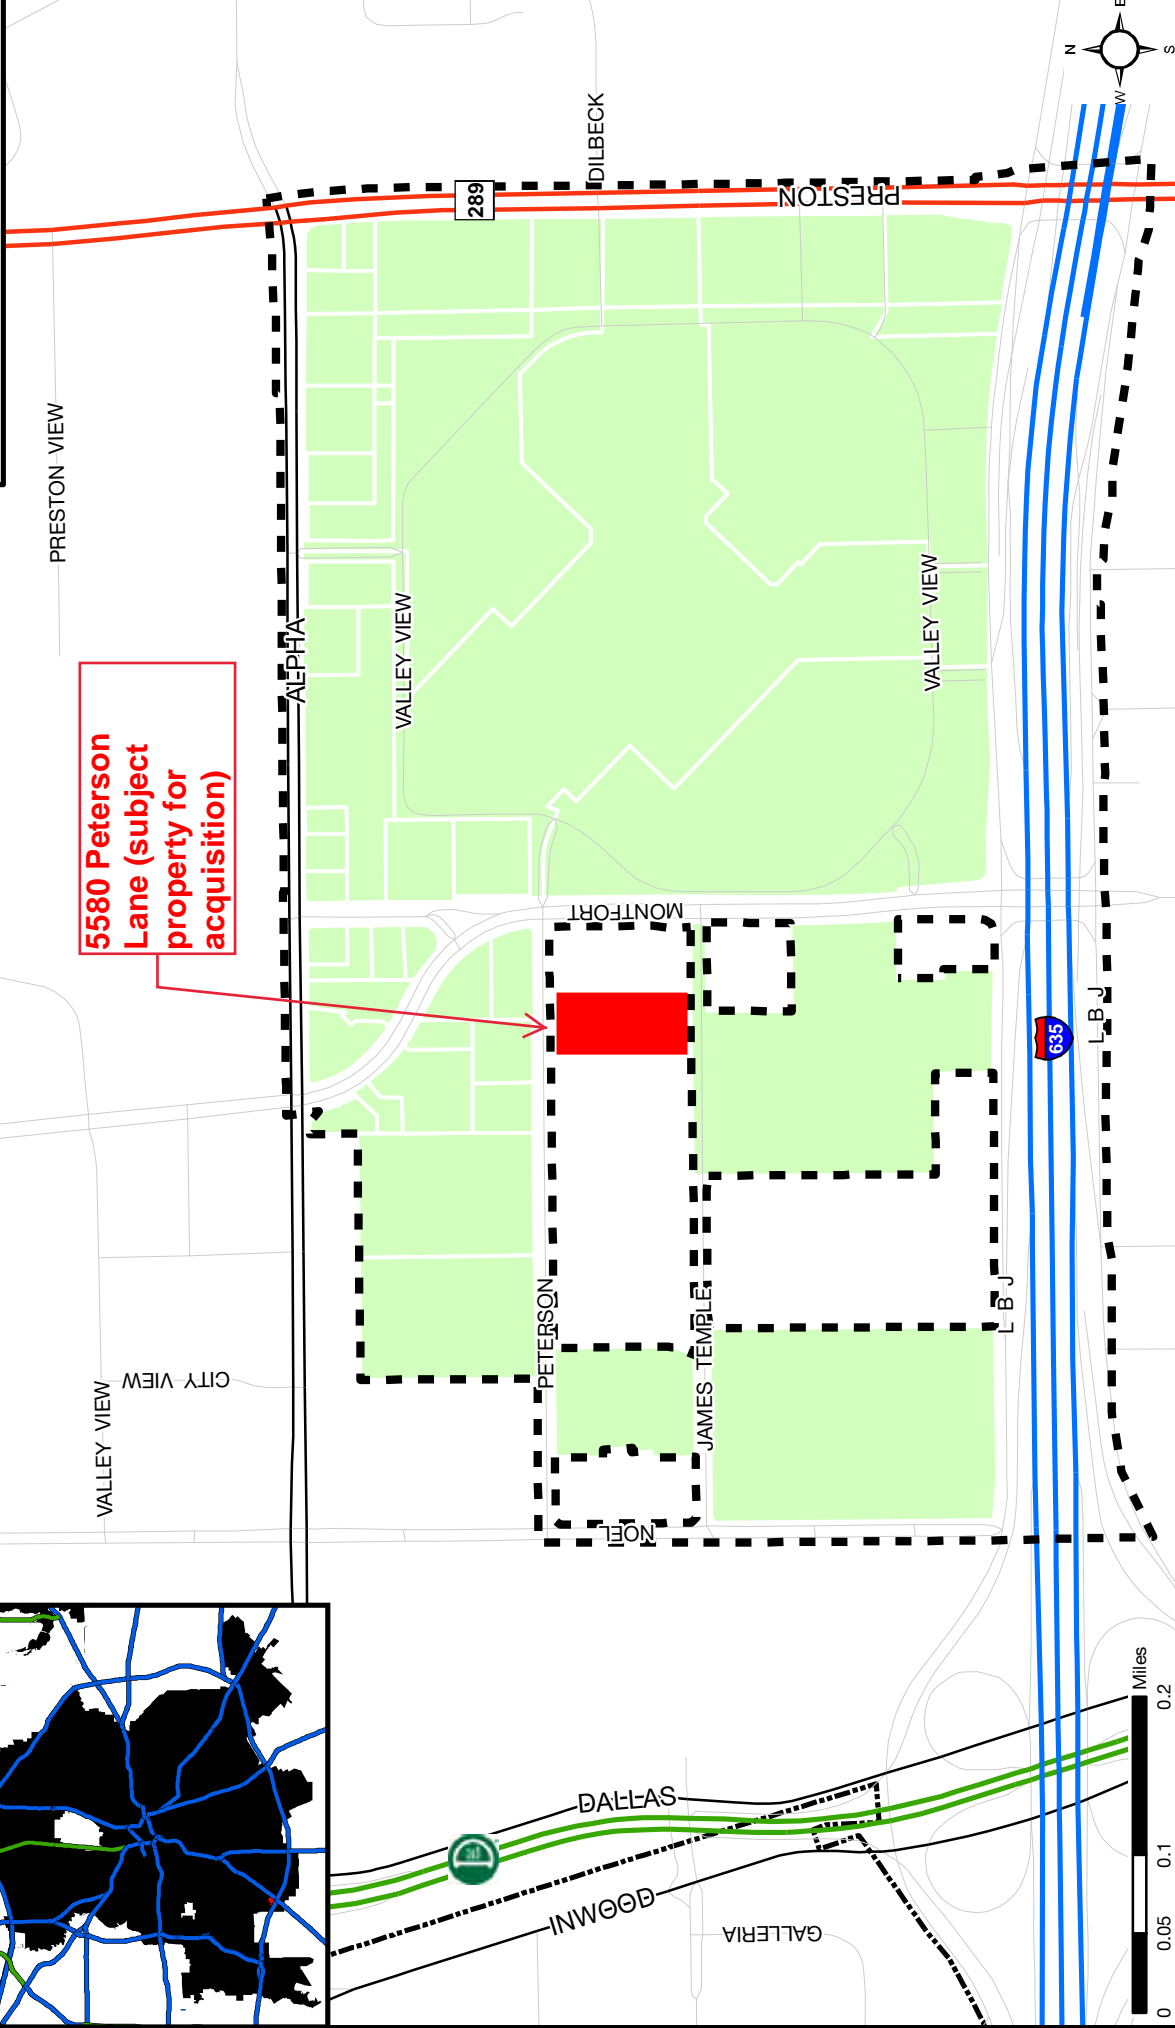 5580 Peterson
Lane (subject
property for
acquisition)
PRESTON VIEW
DILBECK
289
PRESTON
N
E
S
W
ALPHA
VALLEY VIEW
VALLEY VIEW
MONTFORT
635
L B J
L B J
PETERSON
JAMES TEMPLE
CITY VIEW
VALLEY VIEW
NOEL
DALLAS
INWOOD
GALLERIA
Miles
0
0.05
0.1
0.2